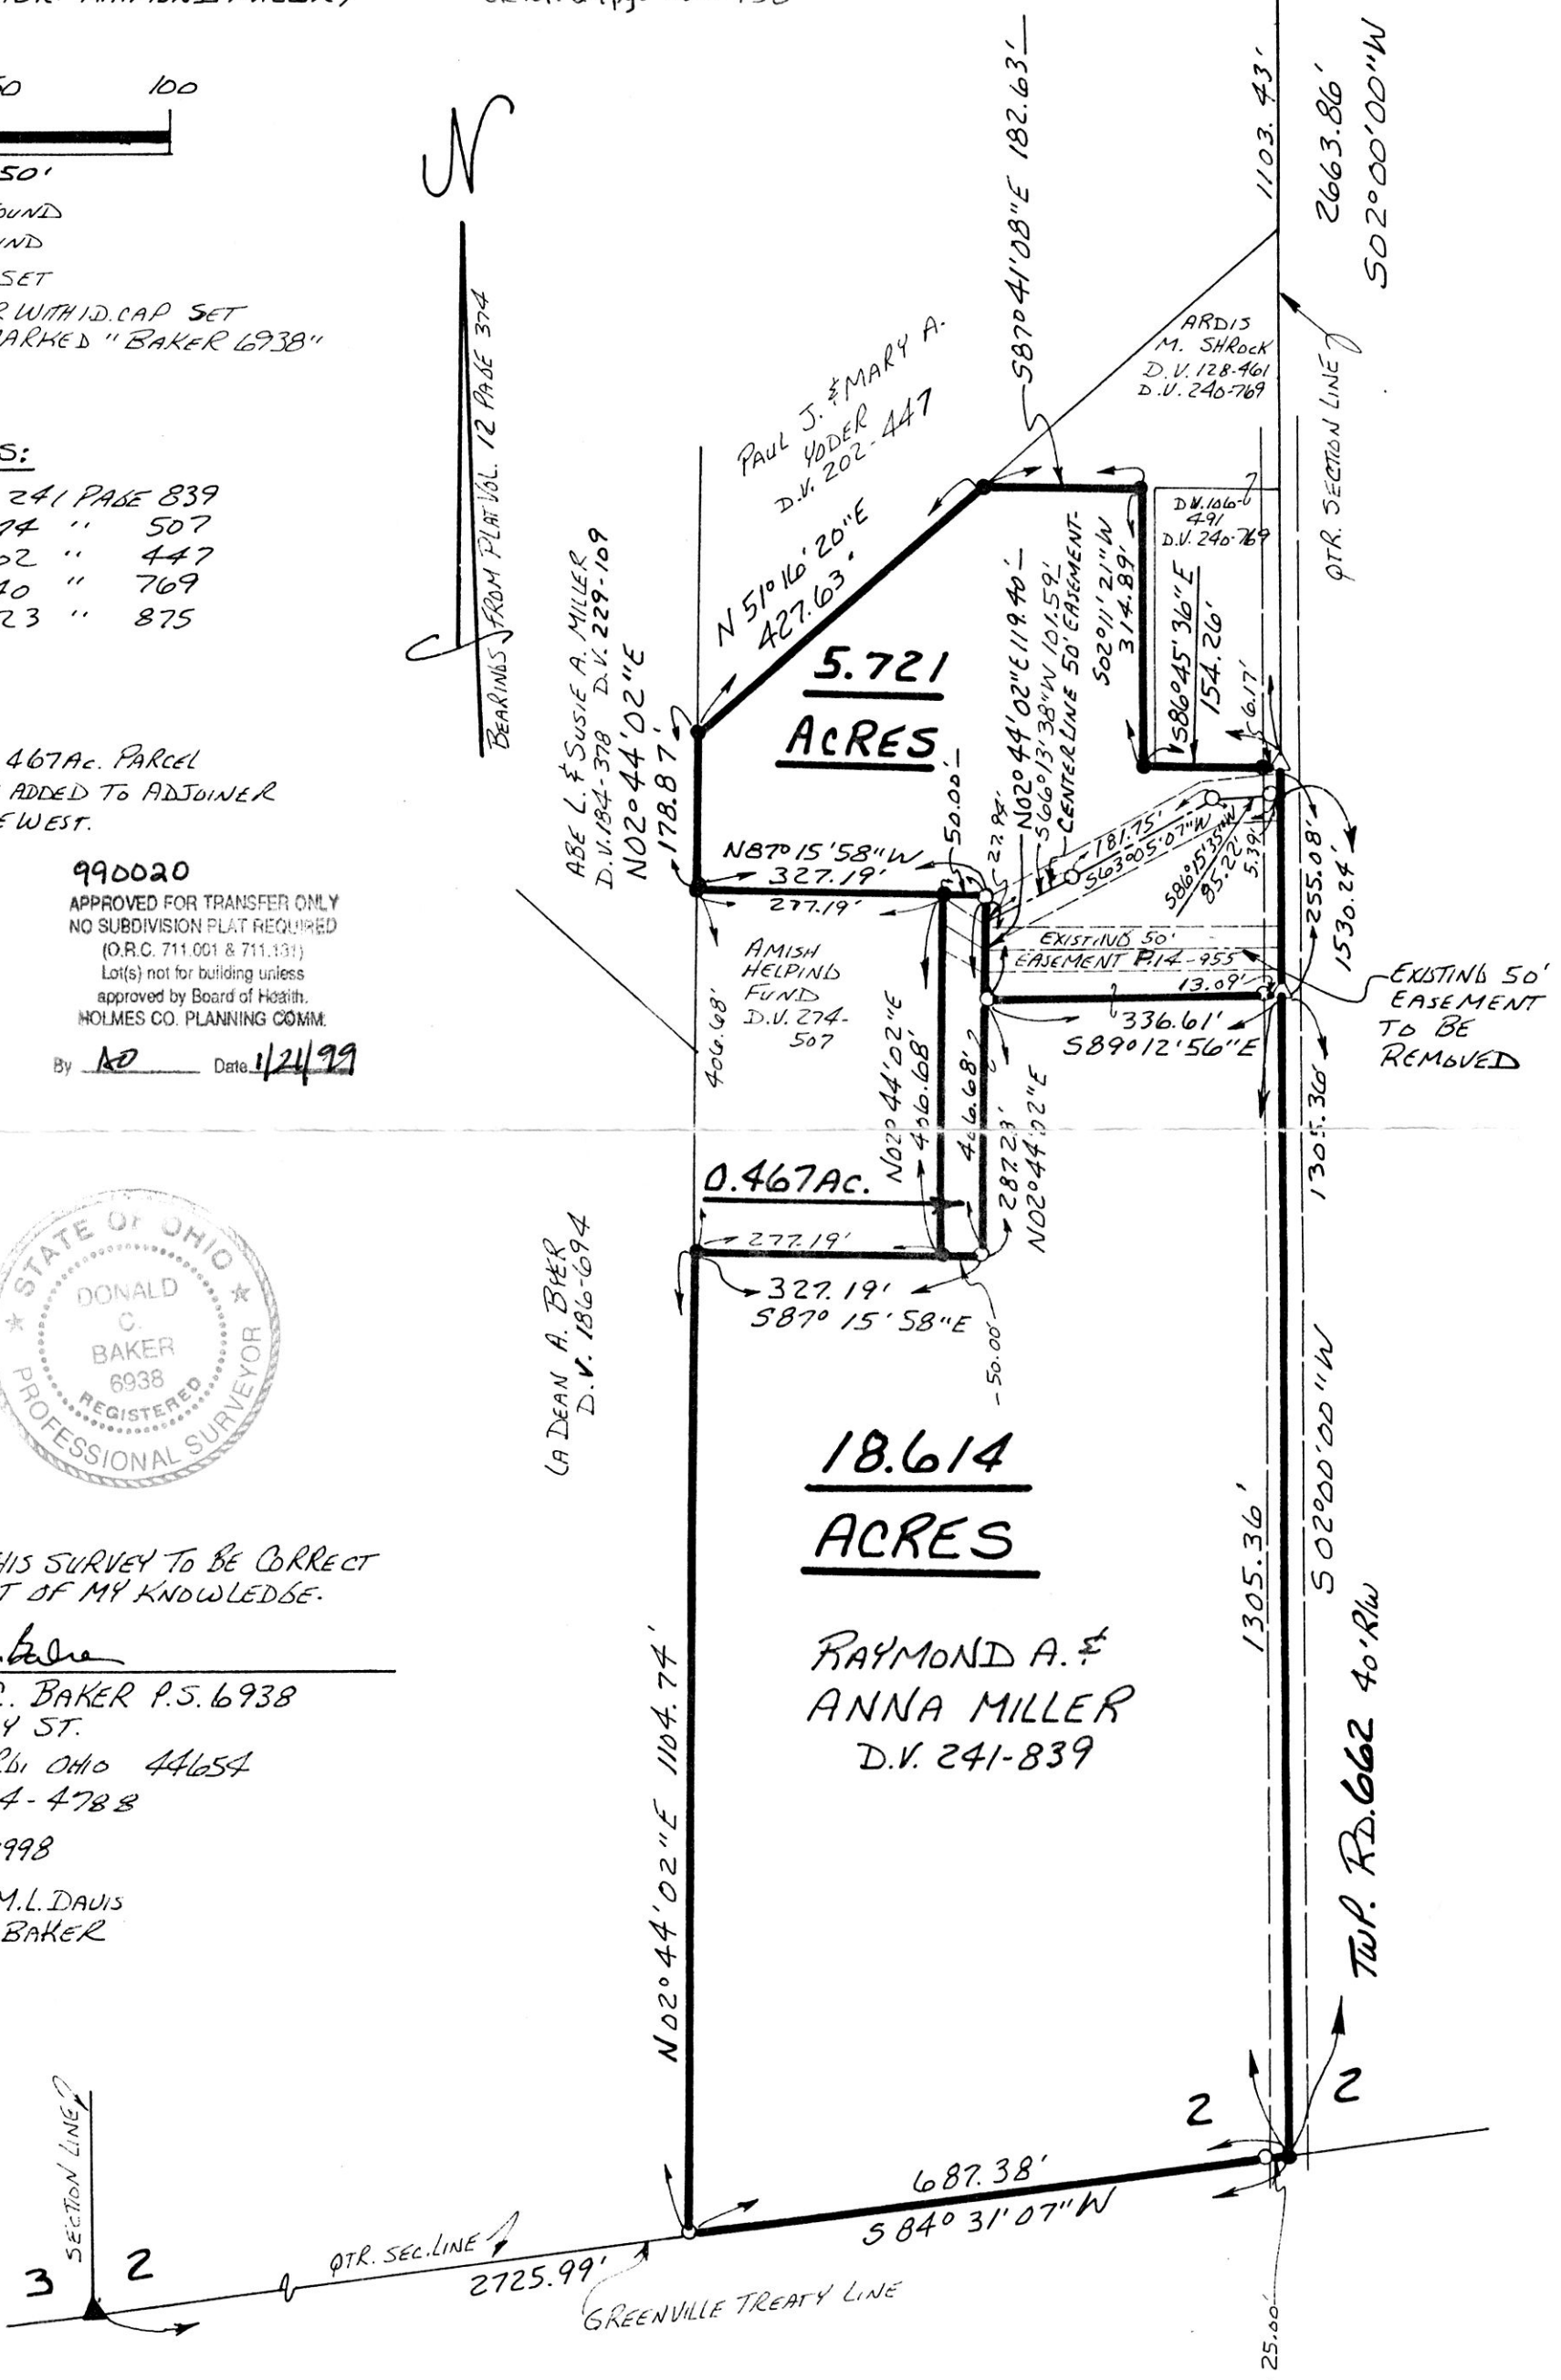 100
50'
SET
WITH I.D. CAP SET
MARKED "BAKER 6938"
S:
241 PAGE 839
" 507
" 447
" 769
" 875
467 AC. PARCEL
ADDED TO ADJOINER
WEST.
990020
APPROVED FOR TRANSFER ONLY
NO SUBDIVISION PLAT REQUIRED
(O.R.C. 711.001 & 711.131)
Lot(s) not for building unless
approved by Board of Health.
HOLMES CO. PLANNING COMM.
By AO Date 1/21/99
STATE OF OHIO
DONALD
C.
BAKER
6938
REGISTERED
PROFESSIONAL SURVEYOR
THIS SURVEY TO BE CORRECT
OF MY KNOWLEDGE.
C. BAKER P.S. 6938
ST.
OHIO 44654
4-4788
998
M.L. DAVIS
BAKER
N
BEARINGS FROM PLAT VOL. 12 PAGE 374
PAUL J. & MARY A.
YODER
D.V. 202-447
N 51° 16' 20" E
427.63'
S87° 41' 08" E 182.63'
1103.43'
2663.86'
S02° 00' 00" W
ARDIS
M. SHROCK
D.V. 128-461
D.V. 240-769
QTR. SECTION LINE
D.V. 106-
491
D.V. 240-769
S02° 11' 21" W
314.89'
S86° 45' 36" E
154.26'
6.17'
ABE L. & SUSIE A. MILLER
D.V. 184-378 D.V. 229-109
N02° 44' 02" E
178.87'
5.721
ACRES
50.00'
27.94'
N02° 44' 02" E 119.40'
S66° 13' 38" W 101.59'
CENTERLINE 50' EASEMENT
181.75'
S63° 05' 07" W
S86° 15' 35" W
85.22'
5.39'
255.08'
1530.24'
N87° 15' 58" W
327.19'
277.19'
AMISH
HELPING
FUND
D.V. 274-
507
EXISTING 50'
EASEMENT P.14-955
13.09'
336.61'
S89° 12' 56" E
EXISTING 50'
EASEMENT
TO BE
REMOVED
406.68'
N02° 44' 02" E
406.68'
406.68'
287.23'
N02° 44' 02" E
1305.36'
0.467 AC.
277.19'
327.19'
S87° 15' 58" E
50.00'
LADEAN A. BYER
D.V. 186-694
18.614
ACRES
RAYMOND A. &
ANNA MILLER
D.V. 241-839
N02° 44' 02" E 1104.74'
1305.36'
S02° 00' 00" W
TWP. RD. 662 40' R/W
2
2
687.38'
S 84° 31' 07" W
SECTION LINE
3 2
QTR. SEC. LINE
2725.99'
GREENVILLE TREATY LINE
25.00'